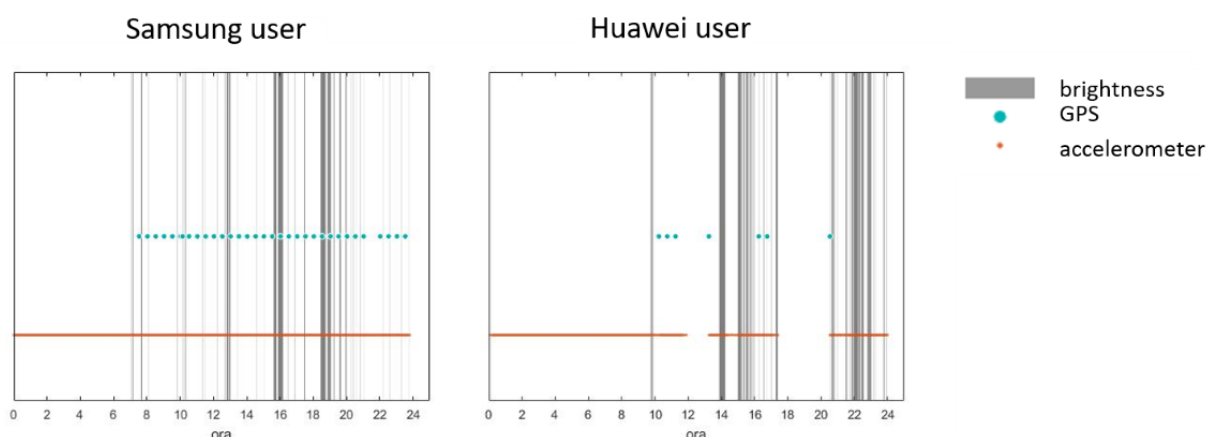 Samsung user
Huawei user
brightness
GPS
accelerometer
0 2 4 6 8 10 12 14 16 18 20 22 24
ora
0 2 4 6 8 10 12 14 16 18 20 22 24
ora